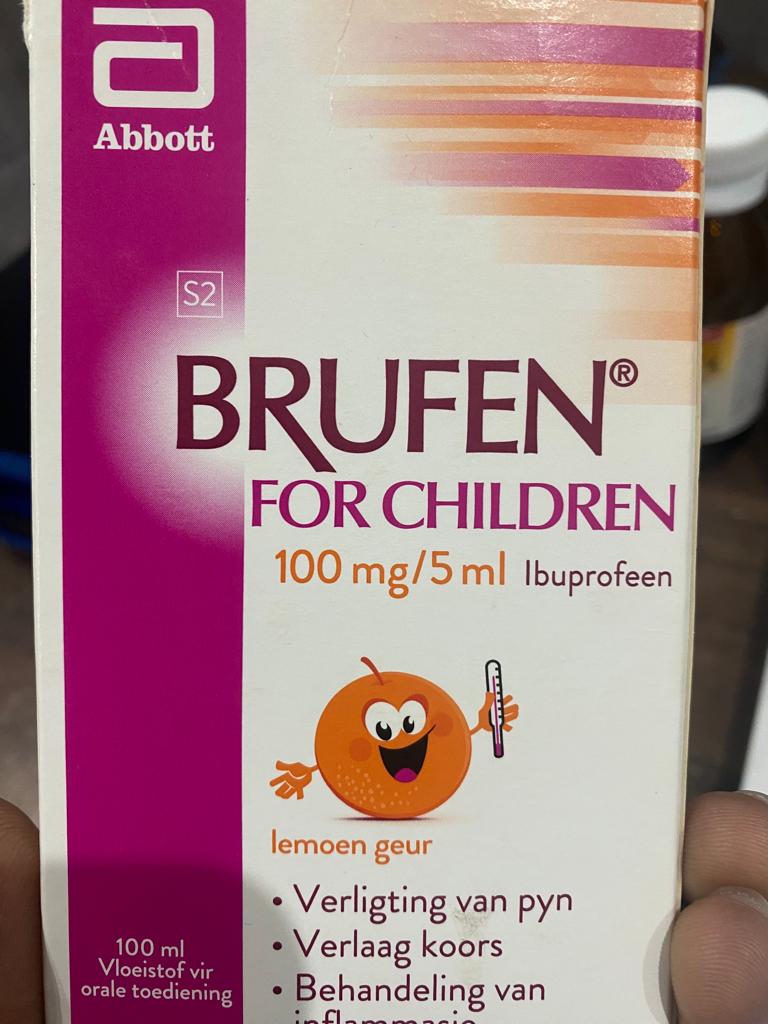 Abbott
S2
BRUFEN®
FOR CHILDREN
100 mg/5 ml Ibuprofeen
lemoen geur
• Verligting van pyn
• Verlaag koors
• Behandeling van
inflammasie
100 ml
Vloeistof vir
orale toediening